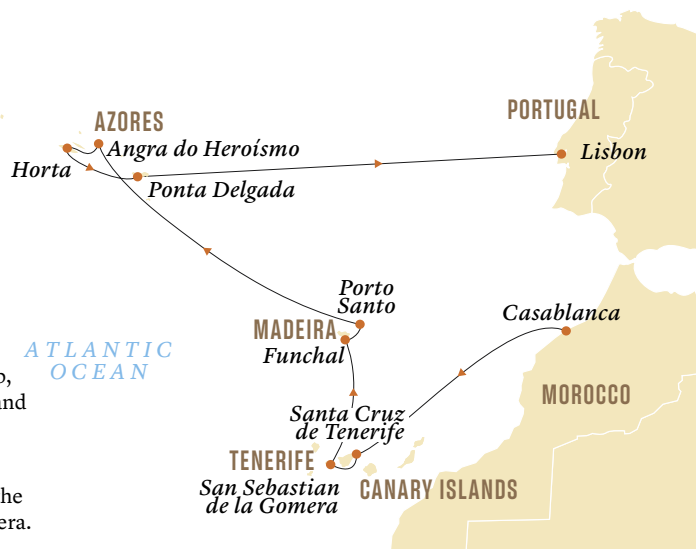 AZORES
Angra do Heroísmo
Horta
Ponta Delgada
PORTUGAL
Lisbon
Porto
Santo
MADEIRA
Funchal
Casablanca
ATLANTIC
OCEAN
MOROCCO
Santa Cruz
de Tenerife
TENERIFE
San Sebastian
de la Gomera
CANARY ISLANDS